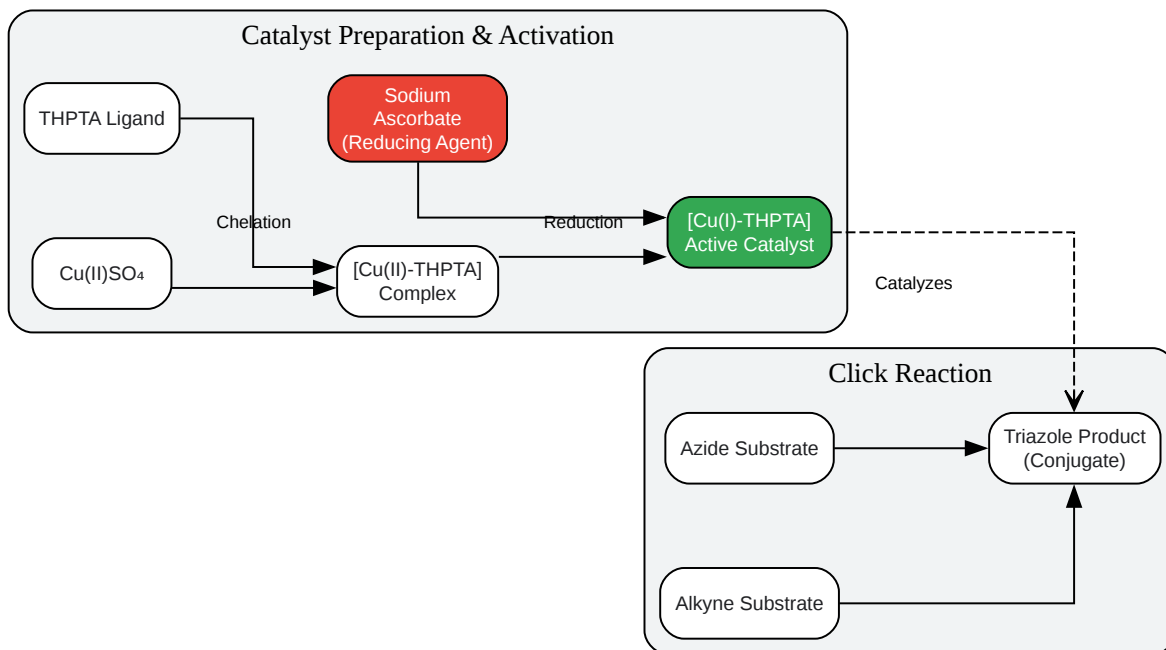 Catalyst Preparation & Activation
THPTA Ligand
Sodium
Ascorbate
(Reducing Agent)
Chelation
Reduction
[Cu(I)-THPTA]
Active Catalyst
Cu(II)SO₄
[Cu(II)-THPTA]
Complex
Catalyzes
Click Reaction
Azide Substrate
Triazole Product
(Conjugate)
Alkyne Substrate